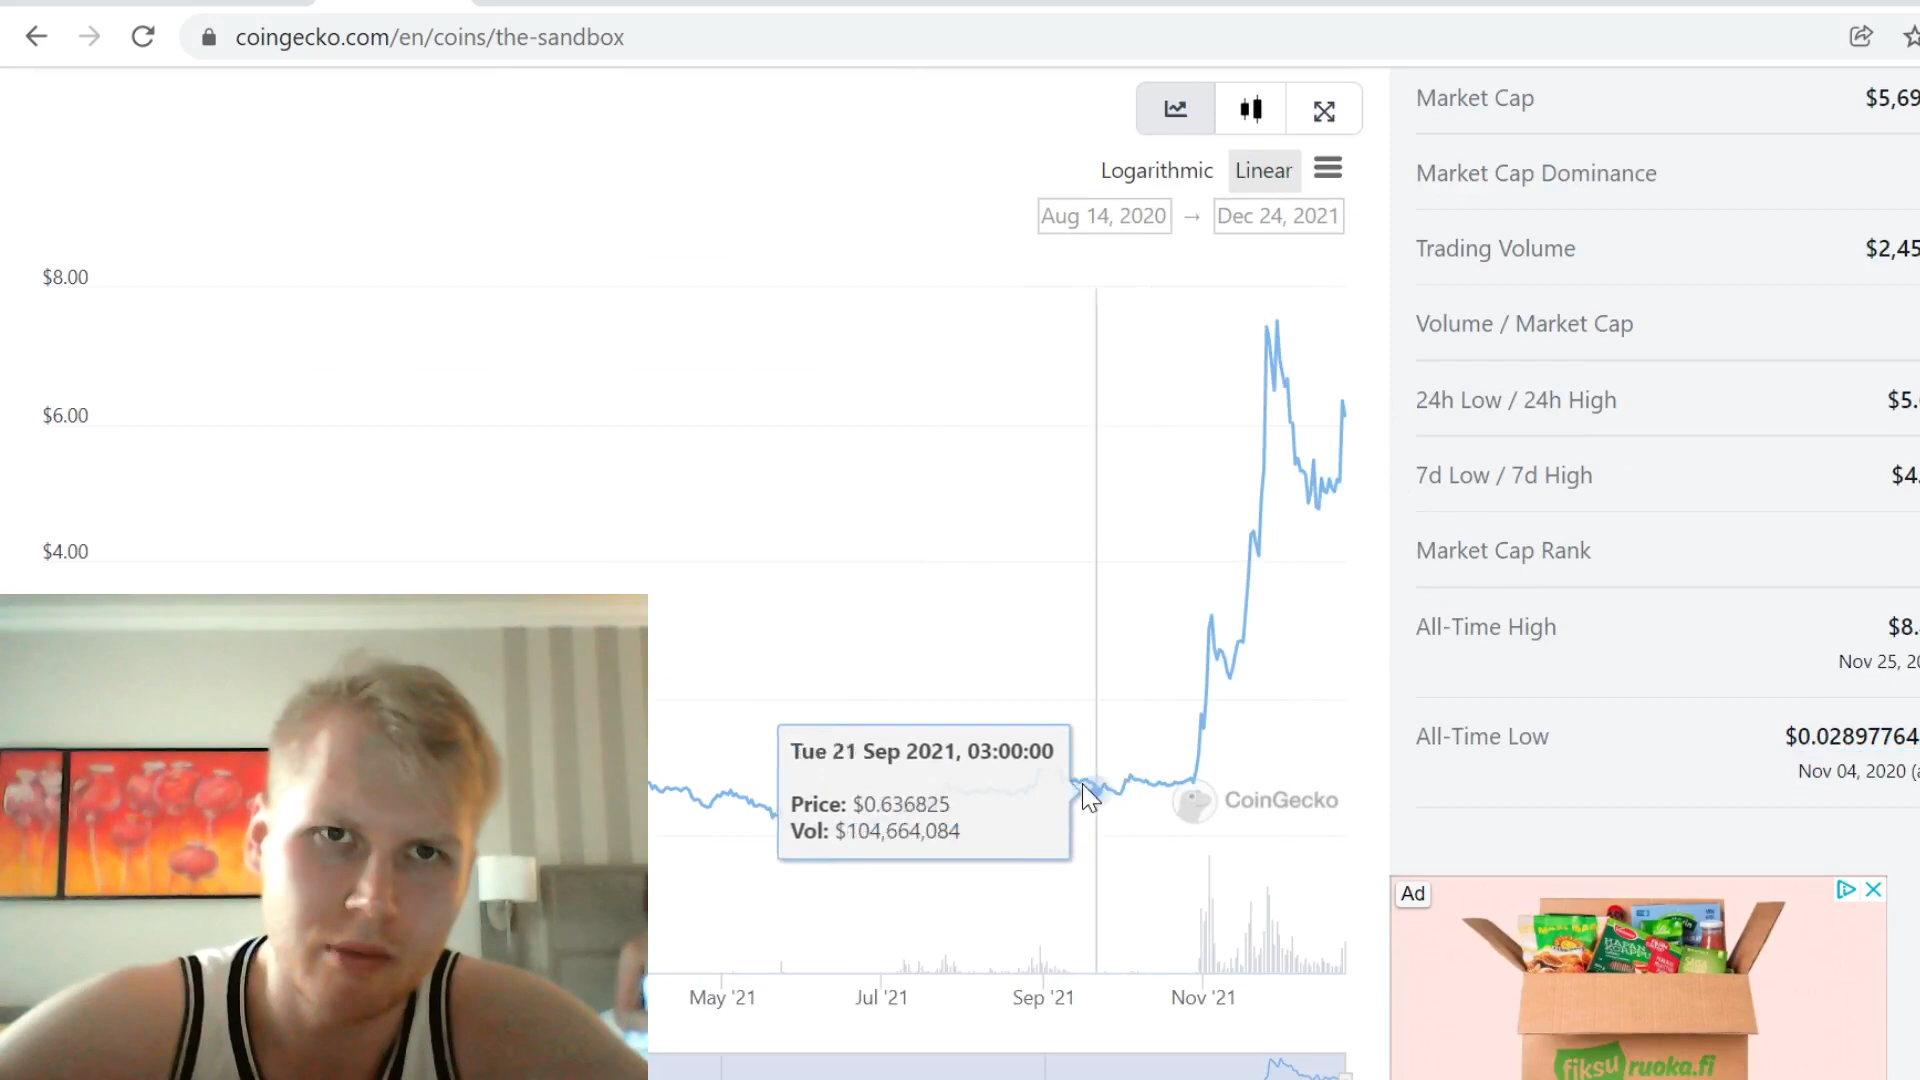 coingecko.com/en/coins/the-sandbox
Logarithmic Linear
Aug 14, 2020 → Dec 24, 2021
$8.00
$6.00
$4.00
Tue 21 Sep 2021, 03:00:00
Price: $0.636825
Vol: $104,664,084
CoinGecko
May '21 Jul '21 Sep '21 Nov '21
Market Cap $5,69
Market Cap Dominance
Trading Volume $2,45
Volume / Market Cap
24h Low / 24h High $5.
7d Low / 7d High $4.
Market Cap Rank
All-Time High $8.
Nov 25, 20
All-Time Low $0.02897764
Nov 04, 2020 (a
Ad
fiksu ruoka.fi